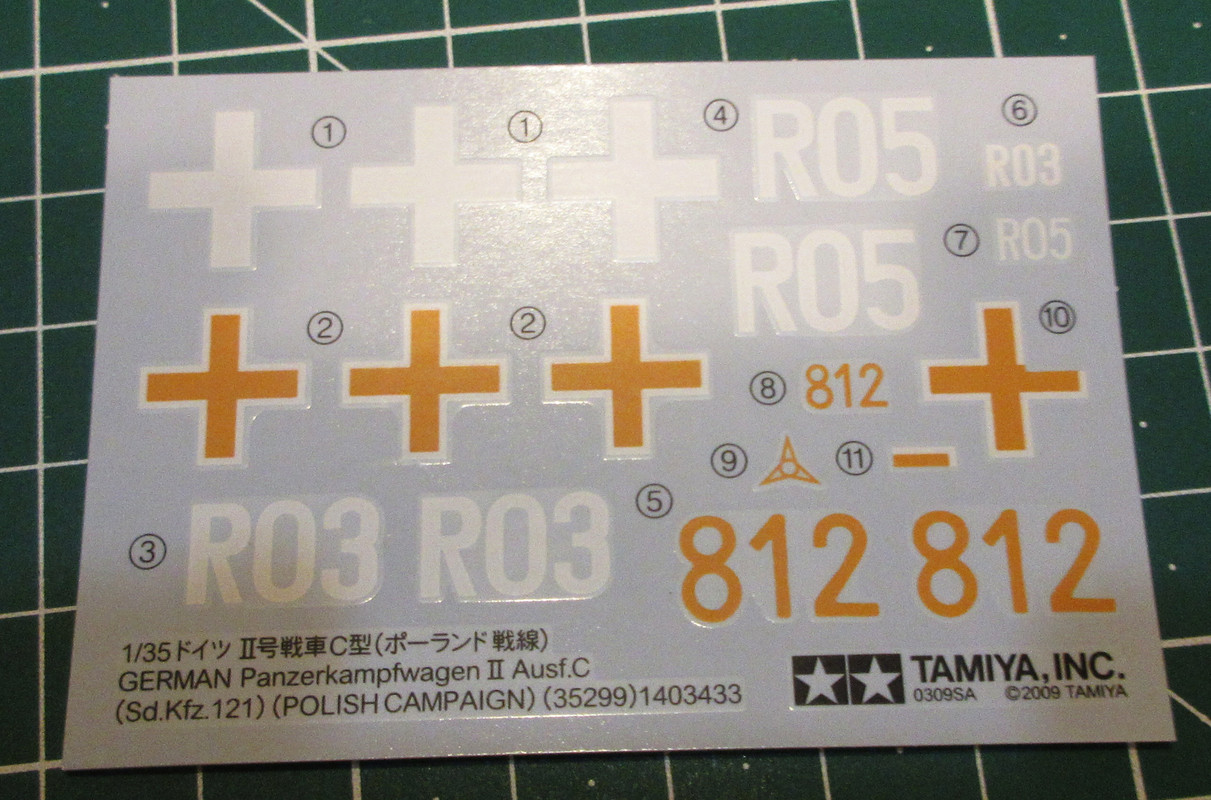 ① ① ④ R05 ⑥
R03
R05 ⑦ R05
② ② ⑩
⑧ 812
⑨ ⑪
③ R03 R03 ⑤ 812 812
1/35ドイツ Ⅱ号戦車C型(ポーランド戦線)
GERMAN Panzerkampfwagen Ⅱ Ausf.C
(Sd.Kfz.121) (POLISH CAMPAIGN) (35299)1403433
TAMIYA, INC.
0309SA ©2009 TAMIYA